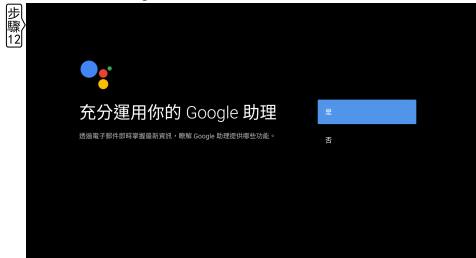 步驟12
充分運用你的 Google 助理
透過電子郵件即時掌握最新資訊，瞭解 Google 助理提供哪些功能。
是
否